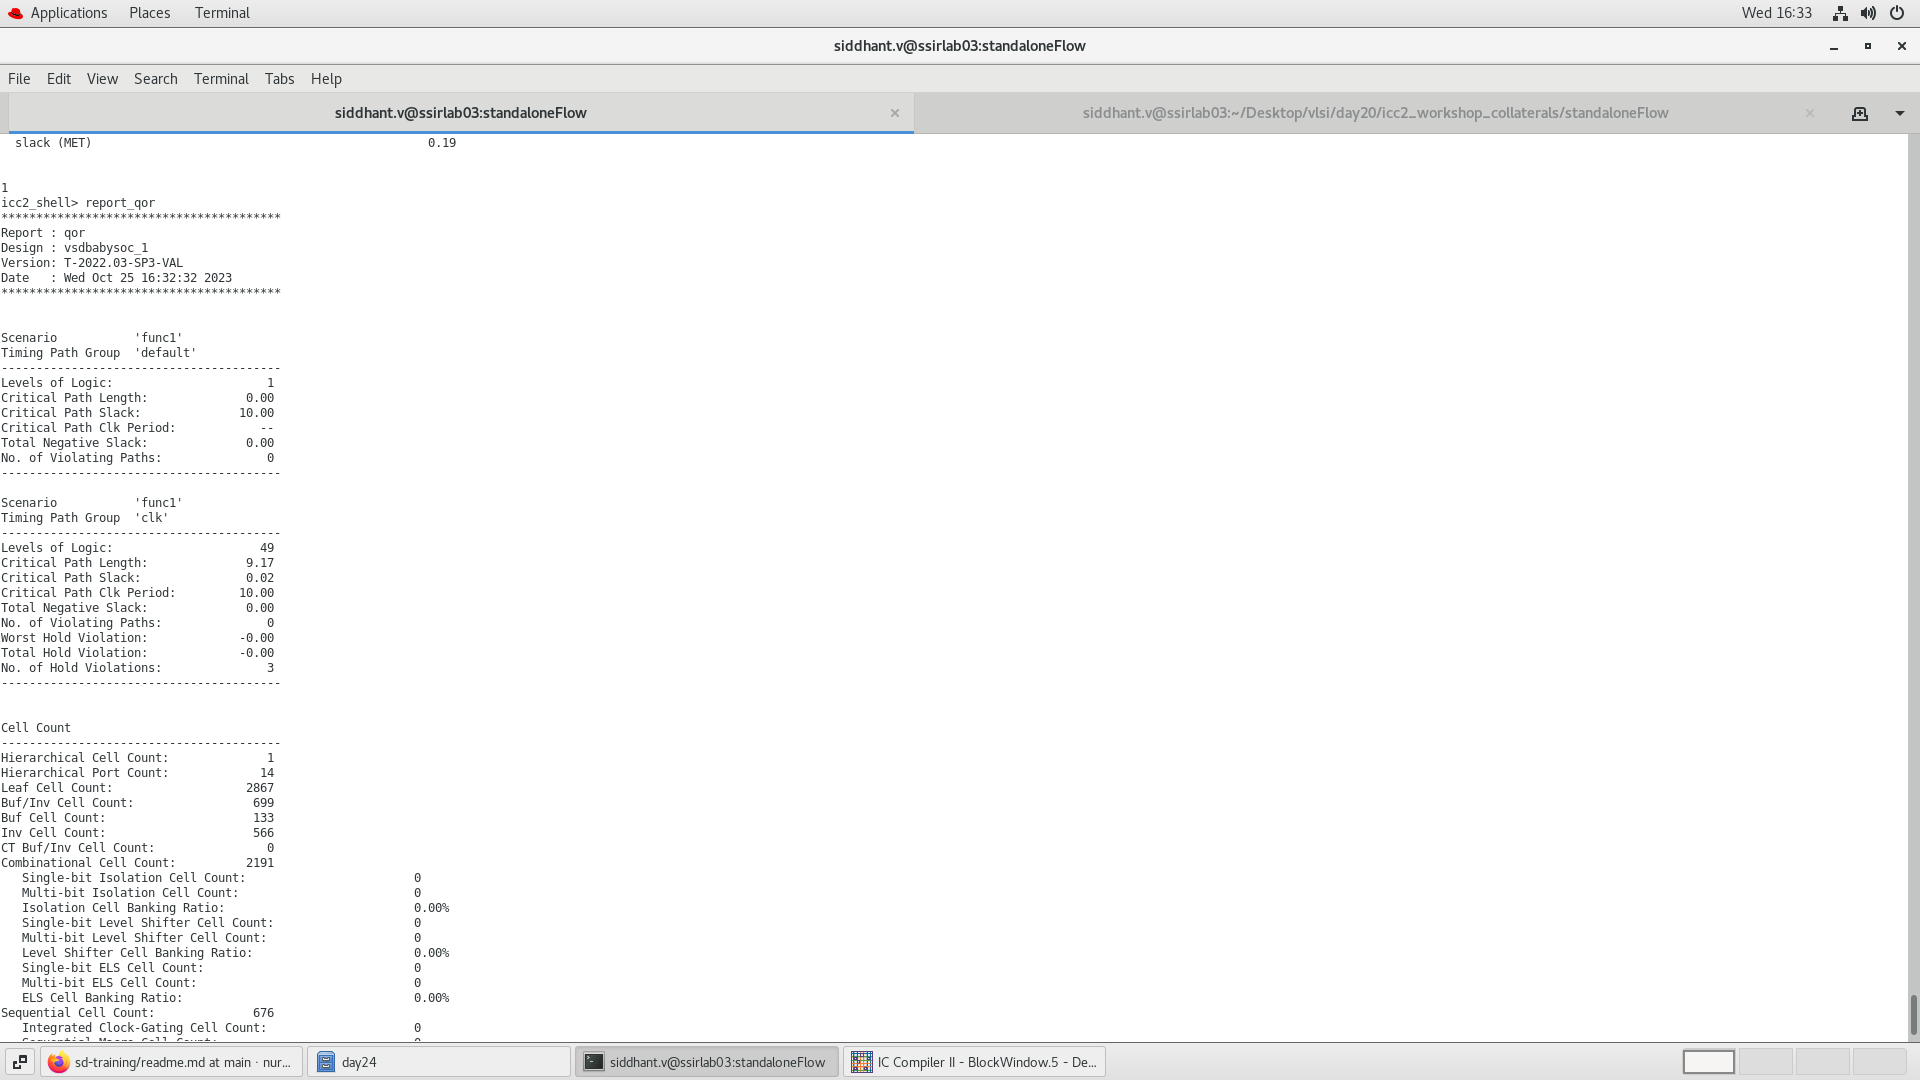 Applications Places Terminal Wed 16:33
siddhant.v@ssirlab03:standaloneFlow
File Edit View Search Terminal Tabs Help
siddhant.v@ssirlab03:standaloneFlow siddhant.v@ssirlab03:~/Desktop/vlsi/day20/icc2_workshop_collaterals/standaloneFlow
slack (MET) 0.19
1
icc2_shell> report_qor
****************************************
Report : qor
Design : vsdbabysoc_1
Version: T-2022.03-SP3-VAL
Date : Wed Oct 25 16:32:32 2023
****************************************
Scenario 'func1'
Timing Path Group 'default'
----------------------------------------
Levels of Logic: 1
Critical Path Length: 0.00
Critical Path Slack: 10.00
Critical Path Clk Period: --
Total Negative Slack: 0.00
No. of Violating Paths: 0
----------------------------------------
Scenario 'func1'
Timing Path Group 'clk'
----------------------------------------
Levels of Logic: 49
Critical Path Length: 9.17
Critical Path Slack: 0.02
Critical Path Clk Period: 10.00
Total Negative Slack: 0.00
No. of Violating Paths: 0
Worst Hold Violation: -0.00
Total Hold Violation: -0.00
No. of Hold Violations: 3
----------------------------------------
Cell Count
----------------------------------------
Hierarchical Cell Count: 1
Hierarchical Port Count: 14
Leaf Cell Count: 2867
Buf/Inv Cell Count: 699
Buf Cell Count: 133
Inv Cell Count: 566
CT Buf/Inv Cell Count: 0
Combinational Cell Count: 2191
Single-bit Isolation Cell Count: 0
Multi-bit Isolation Cell Count: 0
Isolation Cell Banking Ratio: 0.00%
Single-bit Level Shifter Cell Count: 0
Multi-bit Level Shifter Cell Count: 0
Level Shifter Cell Banking Ratio: 0.00%
Single-bit ELS Cell Count: 0
Multi-bit ELS Cell Count: 0
ELS Cell Banking Ratio: 0.00%
Sequential Cell Count: 676
Integrated Clock-Gating Cell Count: 0
sd-training/readme.md at main · nur... day24 siddhant.v@ssirlab03:standaloneFlow IC Compiler II - BlockWindow.5 - De...